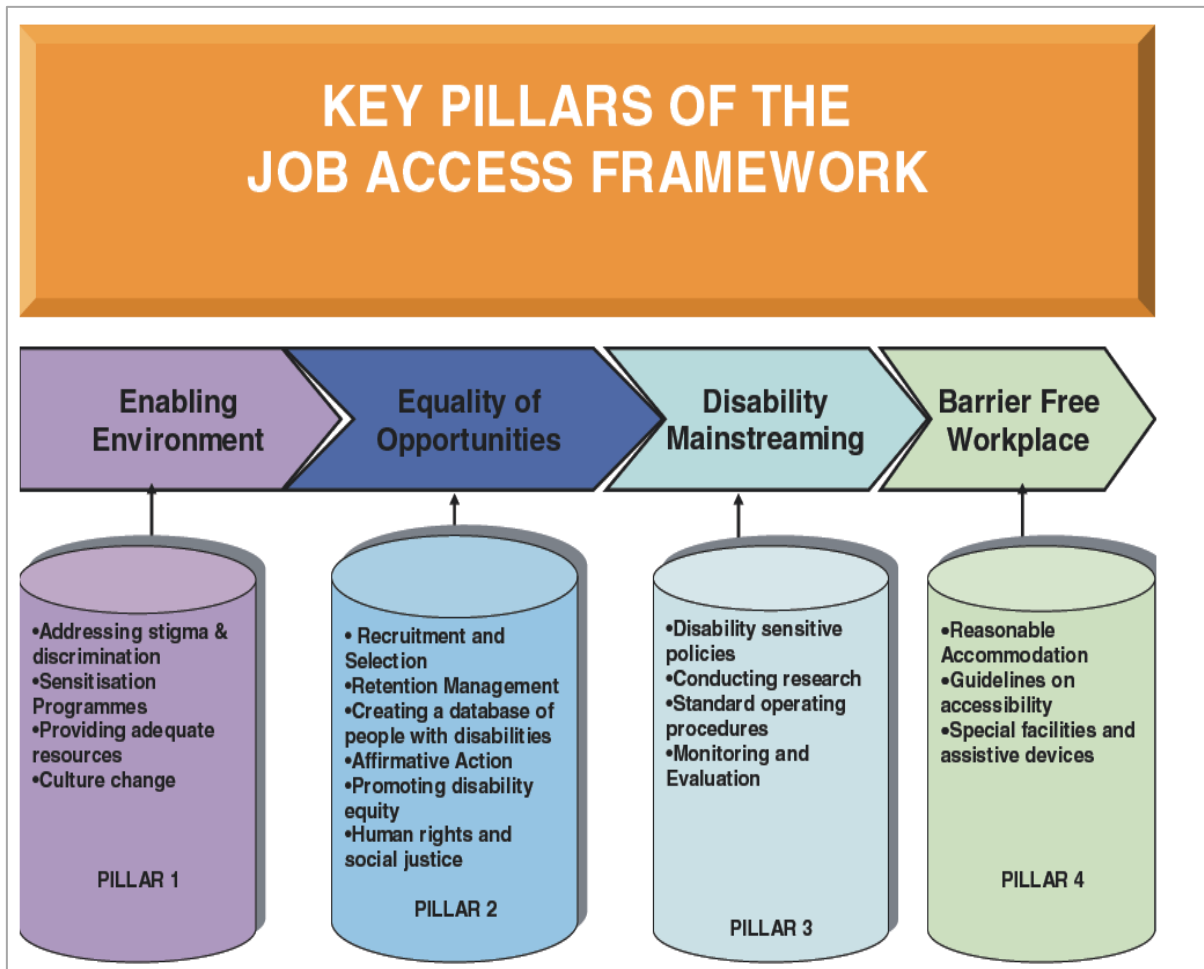 KEY PILLARS OF THE
JOB ACCESS FRAMEWORK
Enabling
Environment
Equality of
Opportunities
Disability
Mainstreaming
Barrier Free
Workplace
•Addressing stigma &
discrimination
•Sensitisation
Programmes
•Providing adequate
resources
•Culture change
PILLAR 1
• Recruitment and
Selection
•Retention Management
•Creating a database of
people with disabilities
•Affirmative Action
•Promoting disability
equity
•Human rights and
social justice
PILLAR 2
•Disability sensitive
policies
•Conducting research
•Standard operating
procedures
•Monitoring and
Evaluation
PILLAR 3
•Reasonable
Accommodation
•Guidelines on
accessibility
•Special facilities and
assistive devices
PILLAR 4